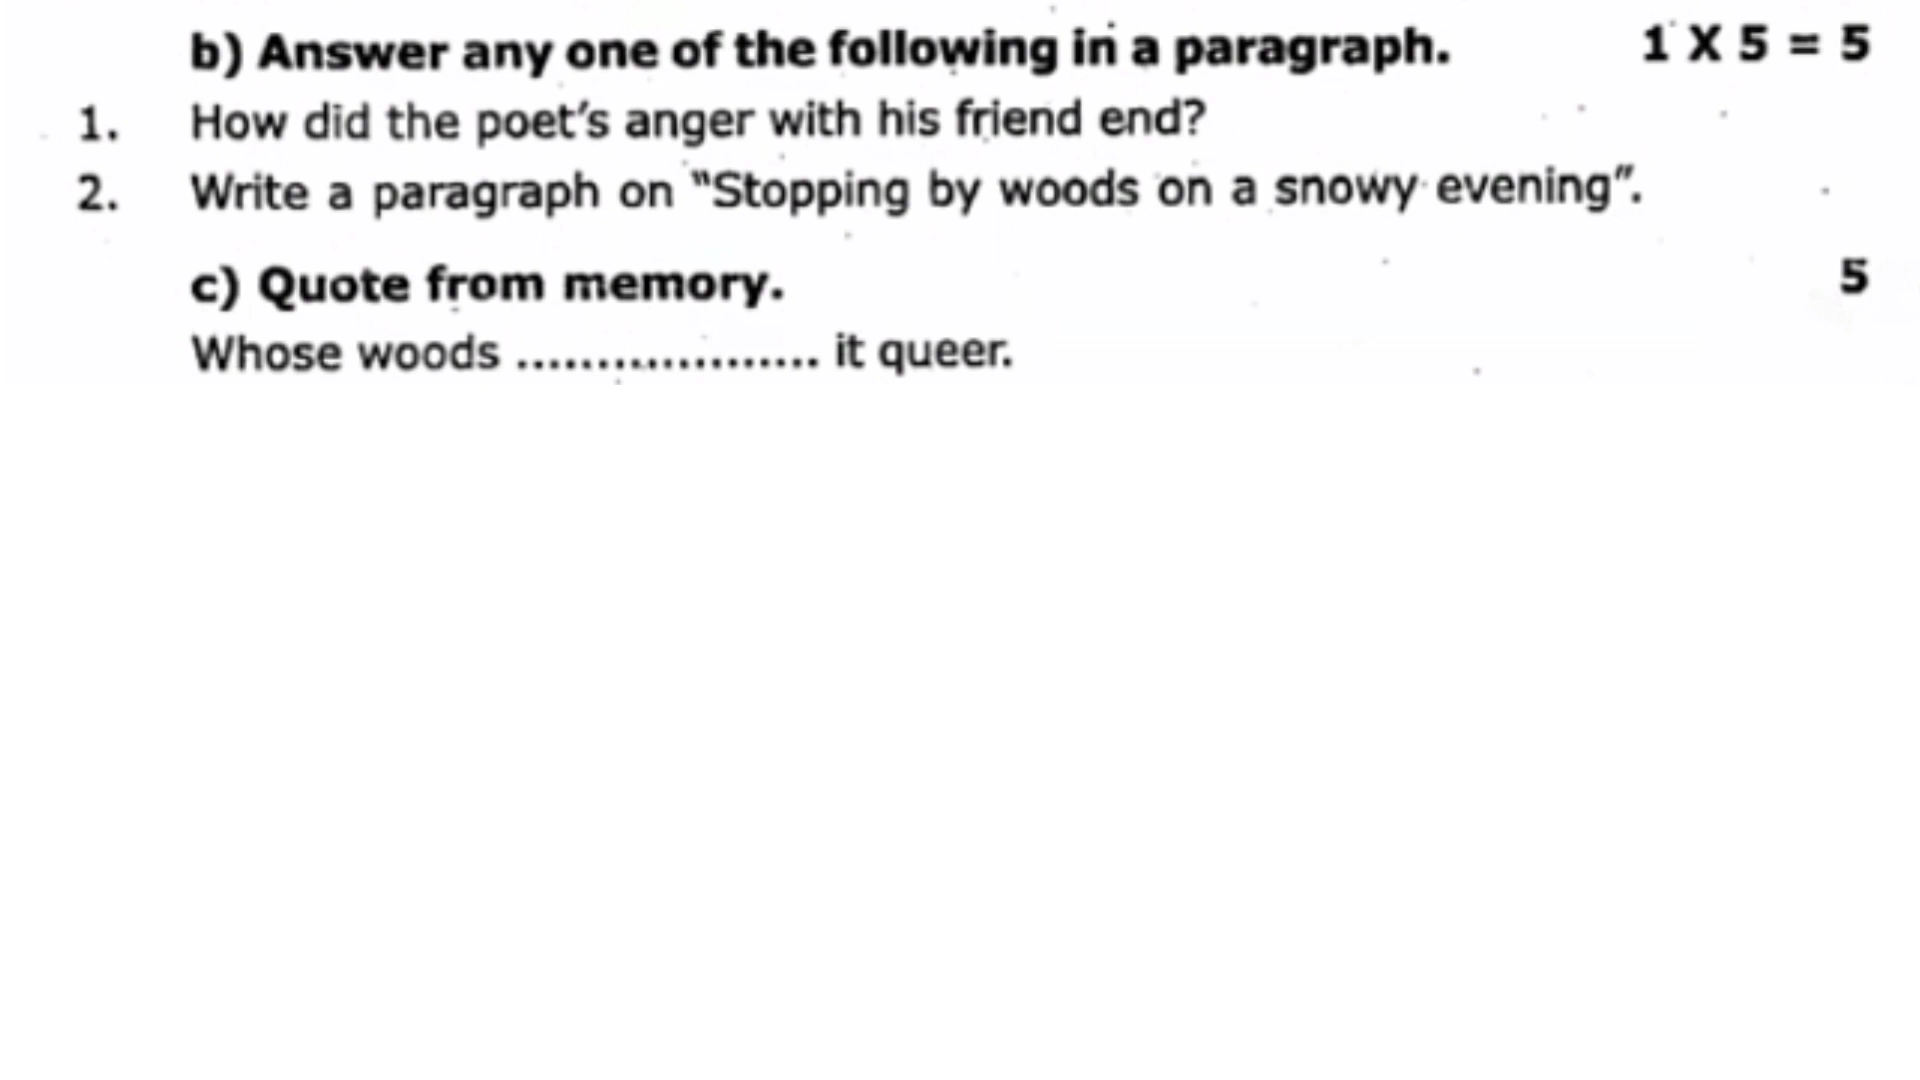 b) Answer any one of the following in a paragraph. 1 X 5 = 5
1. How did the poet's anger with his friend end?
2. Write a paragraph on "Stopping by woods on a snowy evening".
c) Quote from memory. 5
Whose woods ................... it queer.